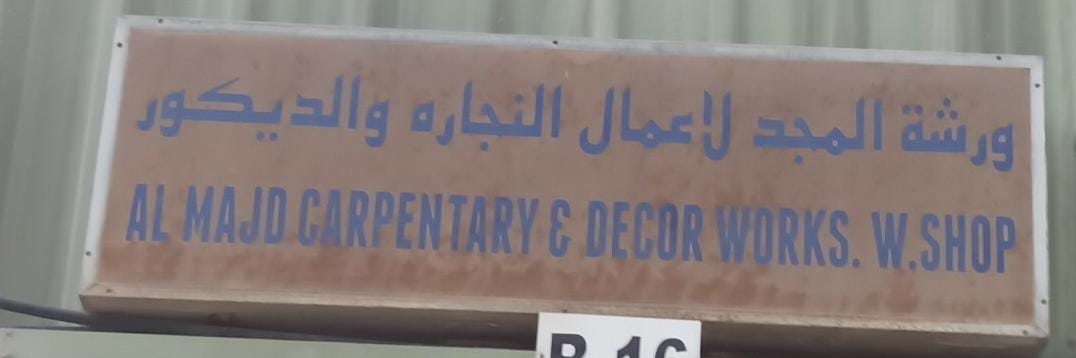 ورشة المجد لاعمال النجاره والديكور
AL MAJD CARPENTARY & DECOR WORKS. W.SHOP